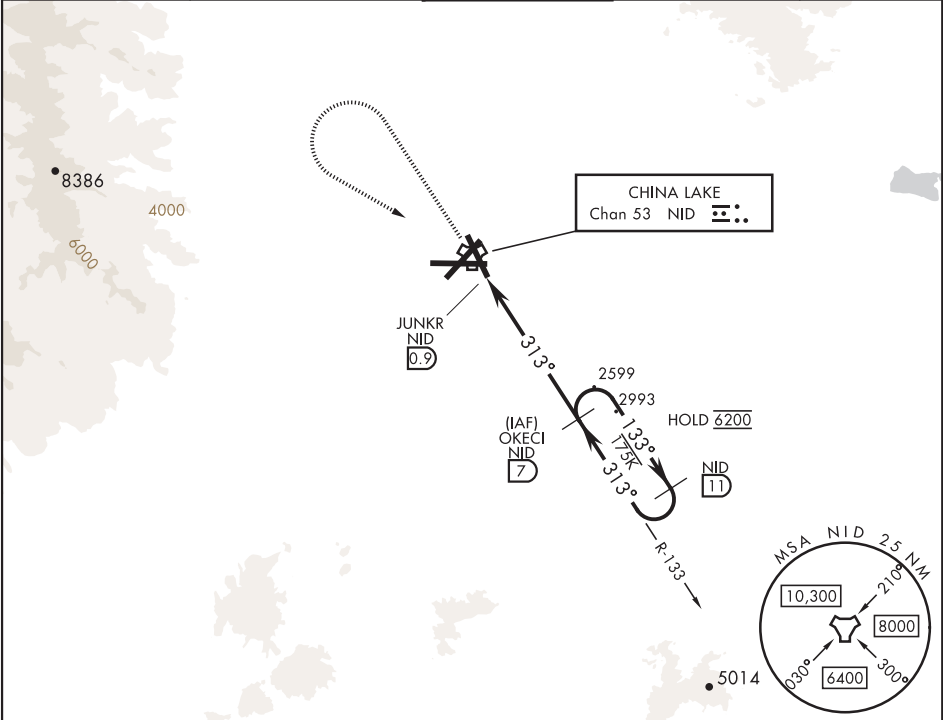 8386
4000
6000
CHINA LAKE
Chan 53 NID
JUNKR
NID
0.9
313°
2599
2993
HOLD 6200
(IAF)
OKECI
NID
7
133°
175K
313°
NID
11
R-133
MSA NID 25 NM
210°
10,300
8000
030°
6400
300°
5014